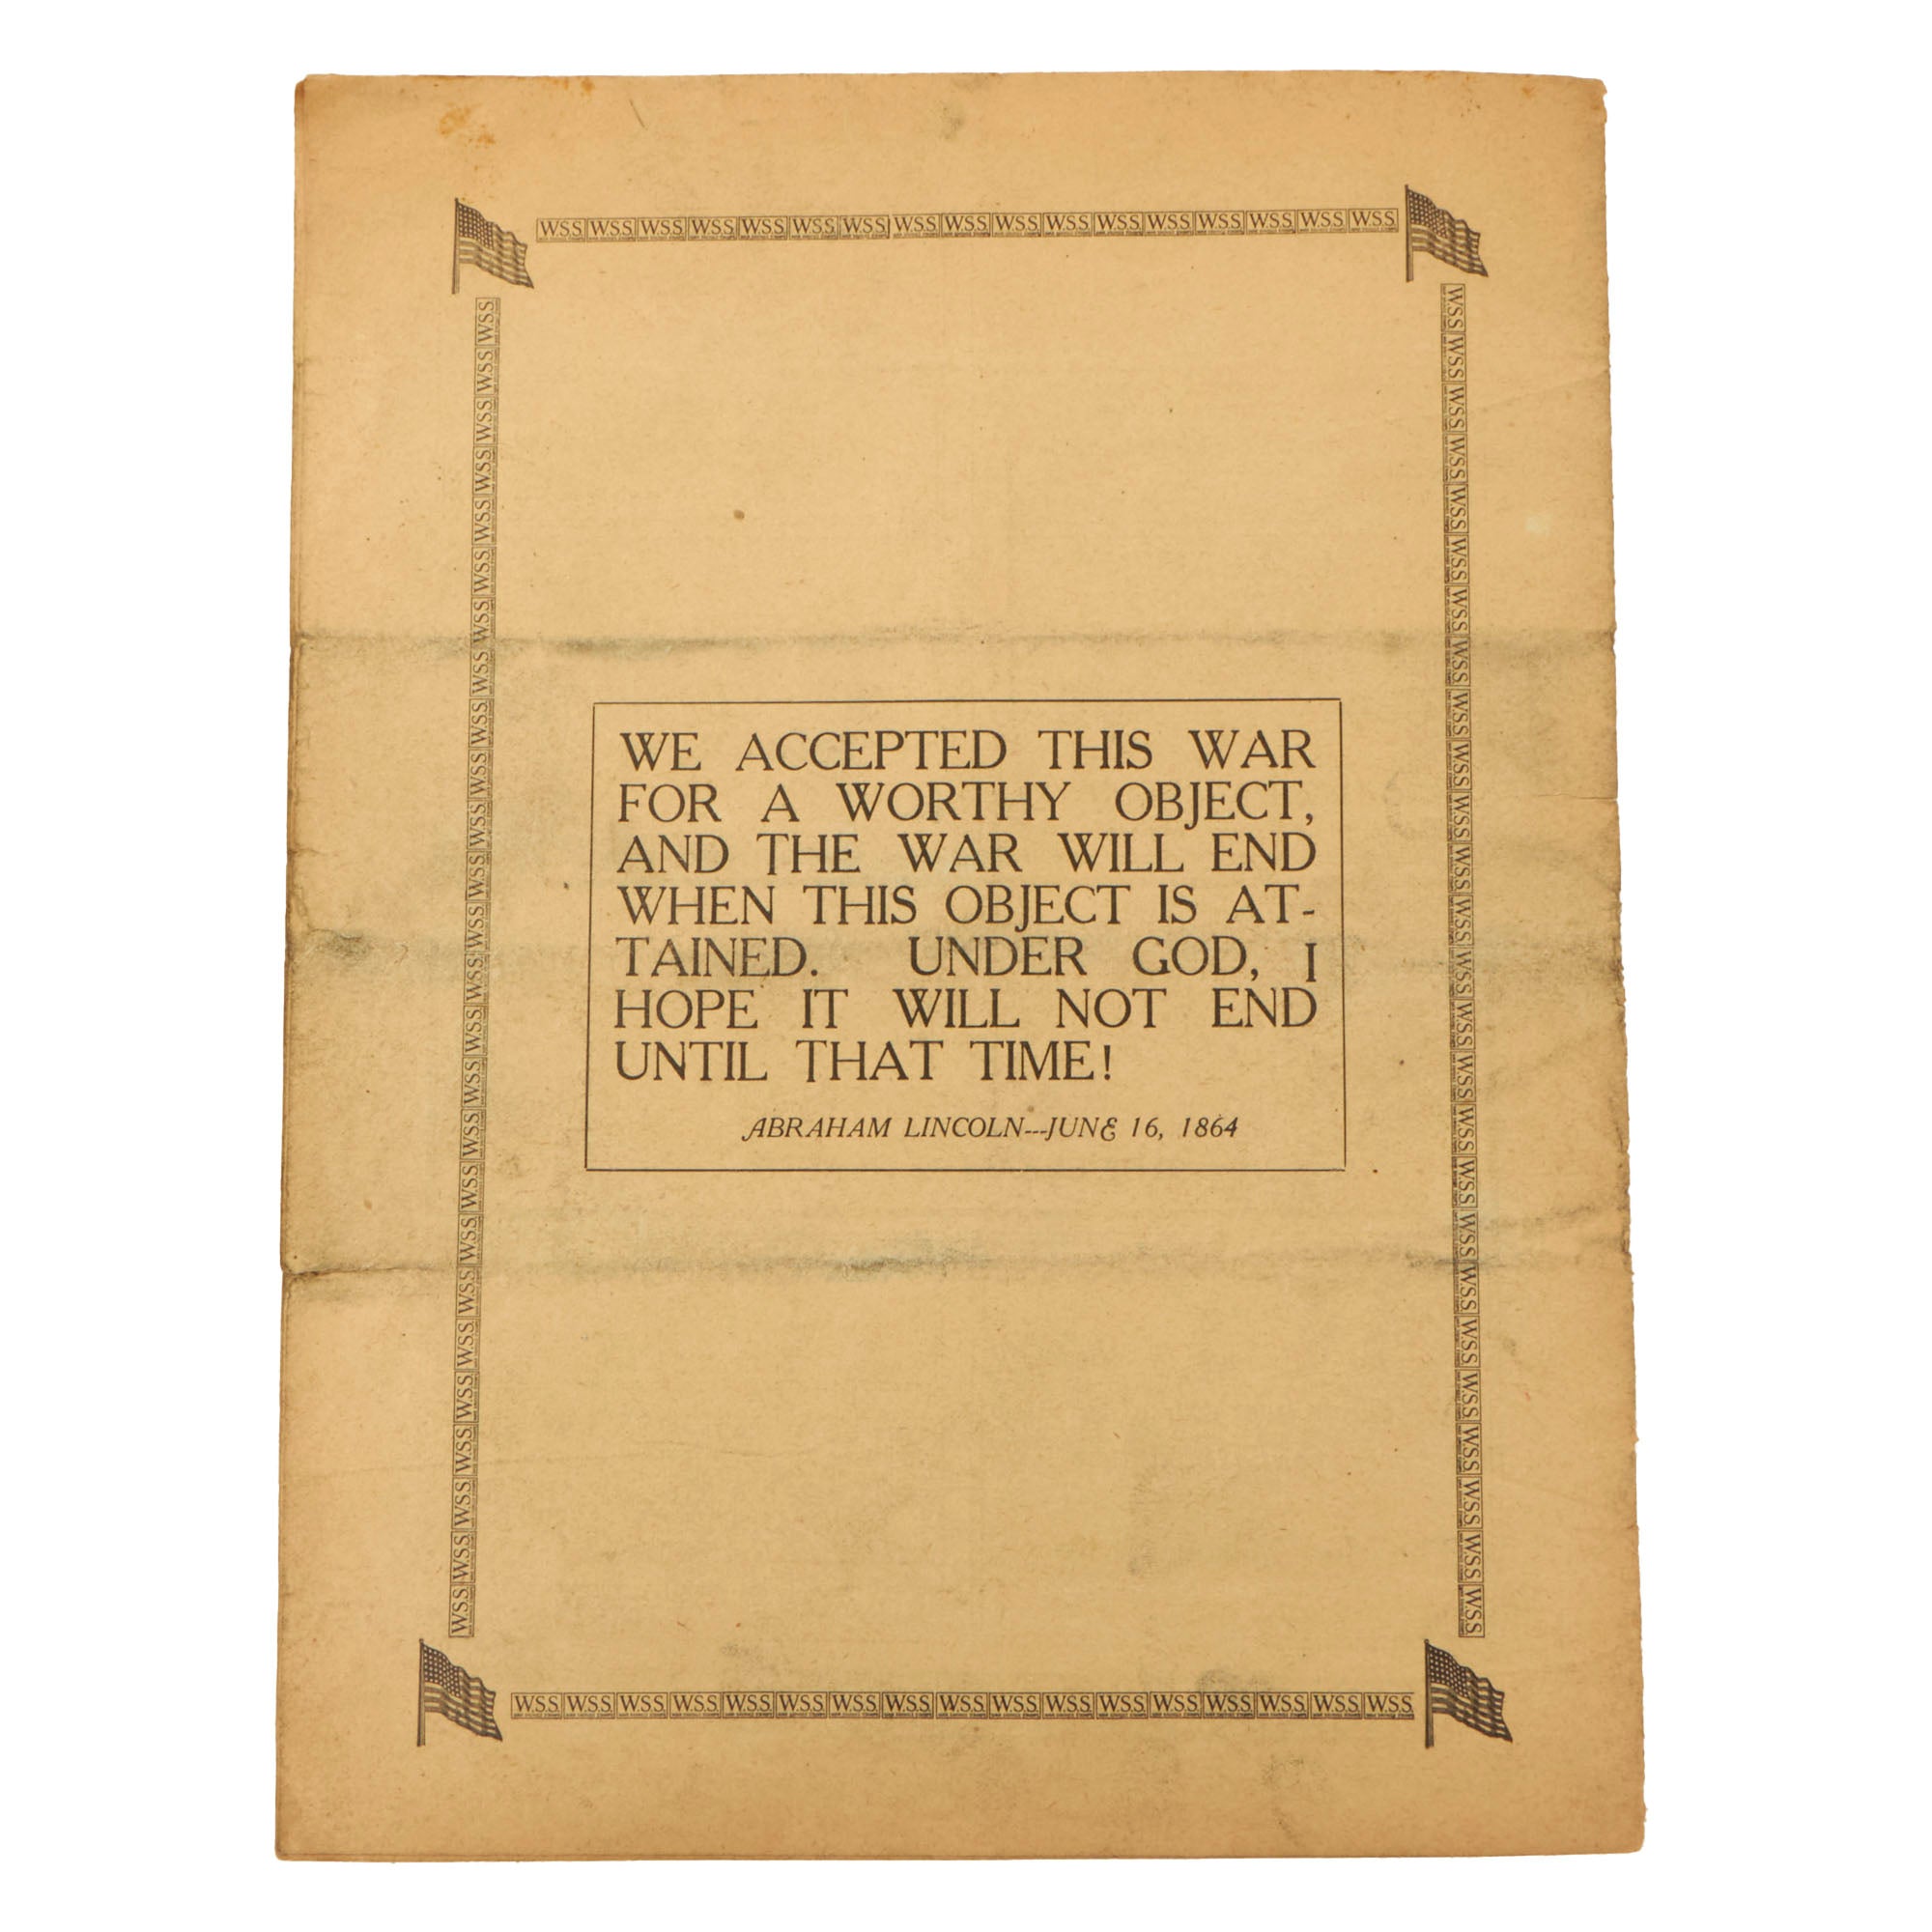 W.S.S. W.S.S. W.S.S. W.S.S. W.S.S. W.S.S. W.S.S. W.S.S. W.S.S. W.S.S. W.S.S. W.S.S. W.S.S. W.S.S. W.S.S. W.S.S. W.S.S.
WE ACCEPTED THIS WAR
FOR A WORTHY OBJECT,
AND THE WAR WILL END
WHEN THIS OBJECT IS AT-
TAINED. UNDER GOD, I
HOPE IT WILL NOT END
UNTIL THAT TIME!
ABRAHAM LINCOLN---JUNE 16, 1864
W.S.S. W.S.S. W.S.S. W.S.S. W.S.S. W.S.S. W.S.S. W.S.S. W.S.S. W.S.S. W.S.S. W.S.S. W.S.S. W.S.S. W.S.S. W.S.S. W.S.S.